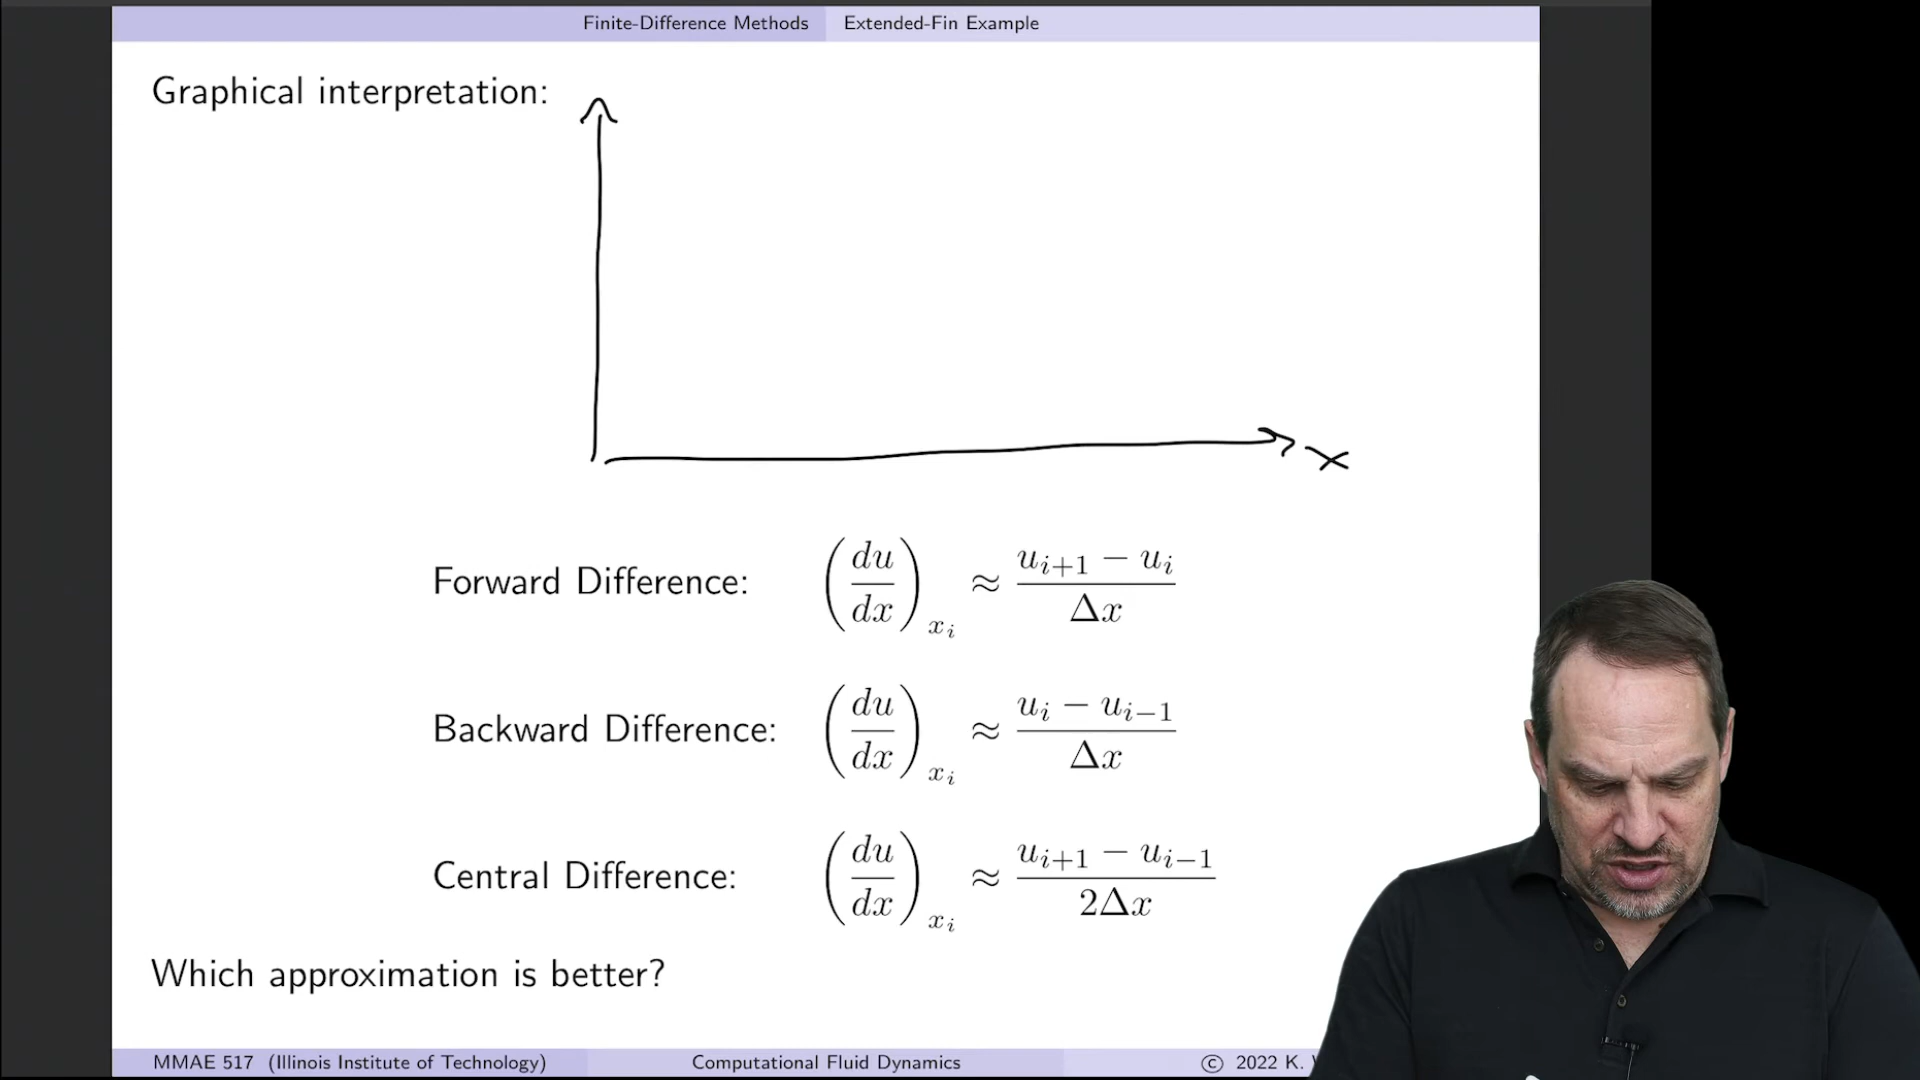 Finite-Difference Methods Extended-Fin Example
Graphical interpretation:
x
Forward Difference: (du/dx)_{x_i} ≈ (u_{i+1} − u_i)/Δx
Backward Difference: (du/dx)_{x_i} ≈ (u_i − u_{i−1})/Δx
Central Difference: (du/dx)_{x_i} ≈ (u_{i+1} − u_{i−1})/2Δx
Which approximation is better?
MMAE 517 (Illinois Institute of Technology) Computational Fluid Dynamics © 2022 K.